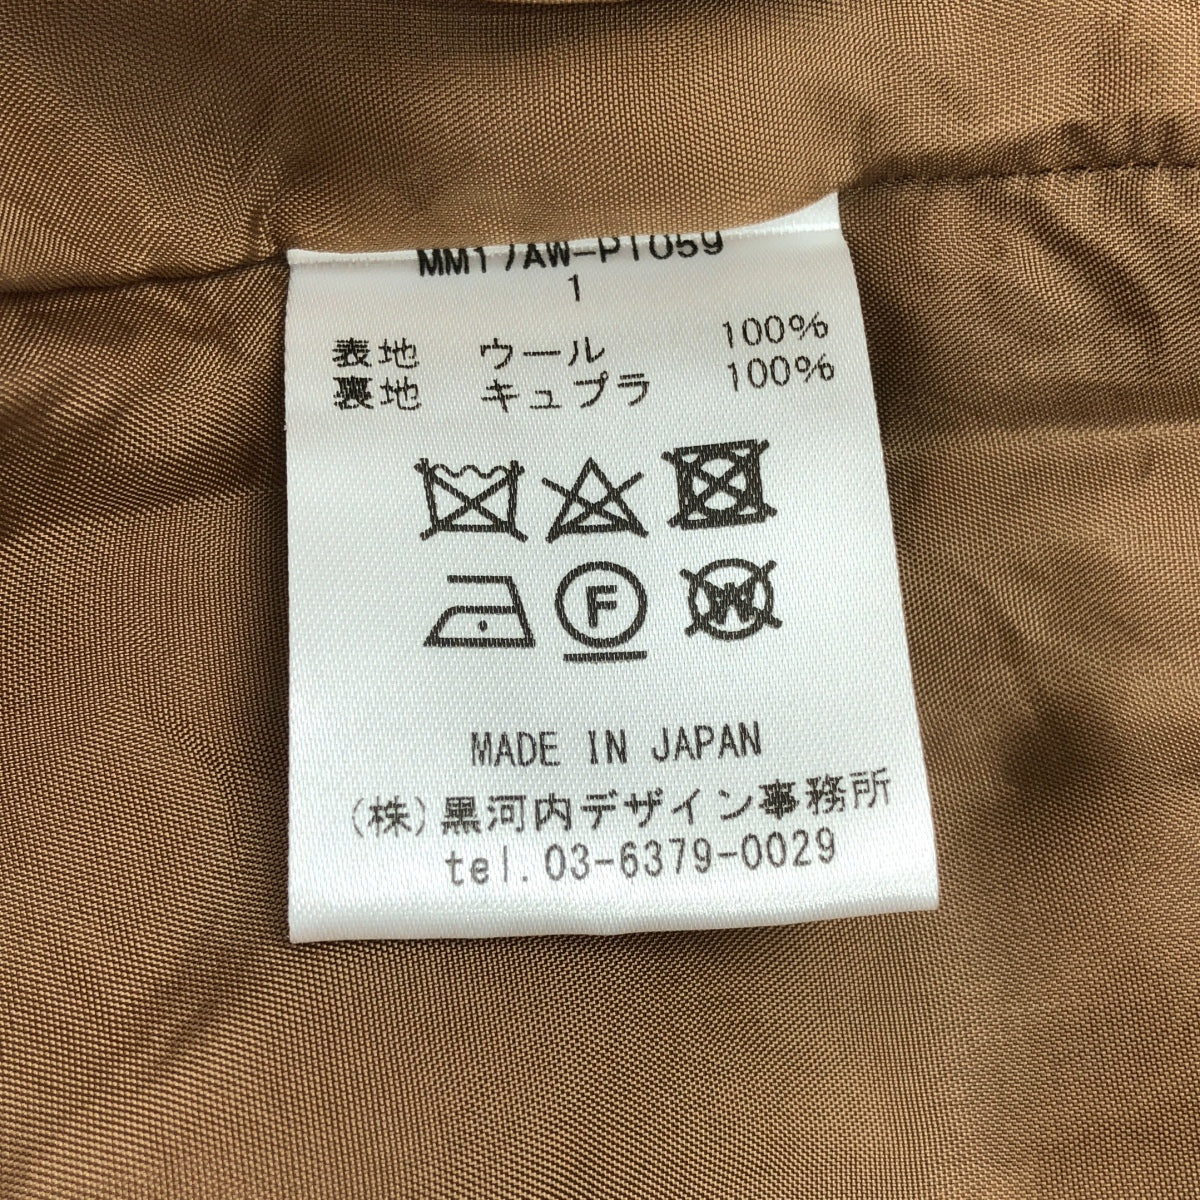 MM17AW-PT059
1
表地 ウール 100%
裏地 キュプラ 100%
F
W
MADE IN JAPAN
(株)黒河内デザイン事務所
tel.03-6379-0029